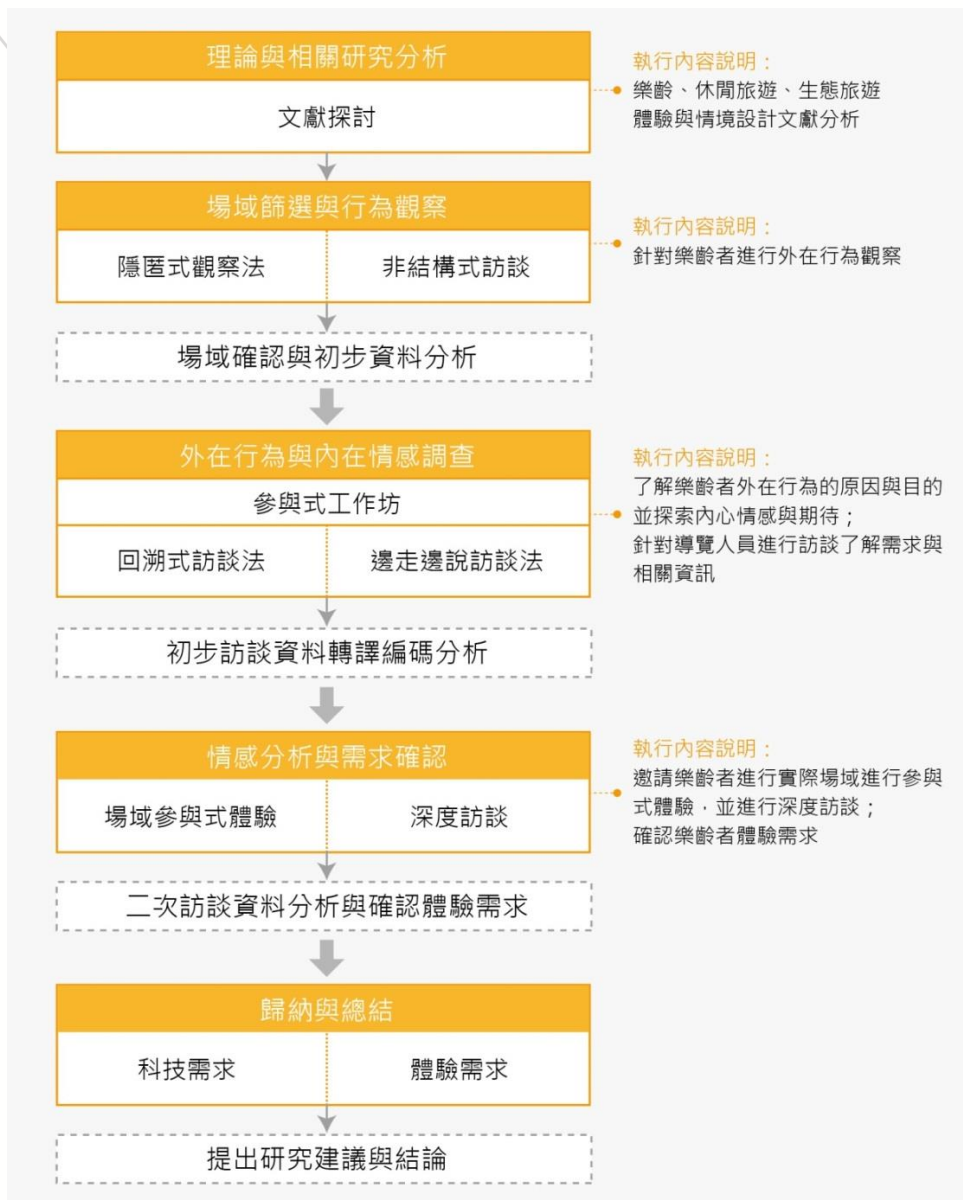 理論與相關研究分析
文獻探討
執行內容說明：
樂齡、休閒旅遊、生態旅遊
體驗與情境設計文獻分析
場域篩選與行為觀察
隱匿式觀察法
非結構式訪談
執行內容說明：
針對樂齡者進行外在行為觀察
場域確認與初步資料分析
外在行為與內在情感調查
參與式工作坊
回溯式訪談法
邊走邊說訪談法
執行內容說明：
了解樂齡者外在行為的原因與目的
並探索內心情感與期待；
針對導覽人員進行訪談了解需求與
相關資訊
初步訪談資料轉譯編碼分析
情感分析與需求確認
場域參與式體驗
深度訪談
執行內容說明：
邀請樂齡者進行實際場域進行參與
式體驗，並進行深度訪談；
確認樂齡者體驗需求
二次訪談資料分析與確認體驗需求
歸納與總結
科技需求
體驗需求
提出研究建議與結論